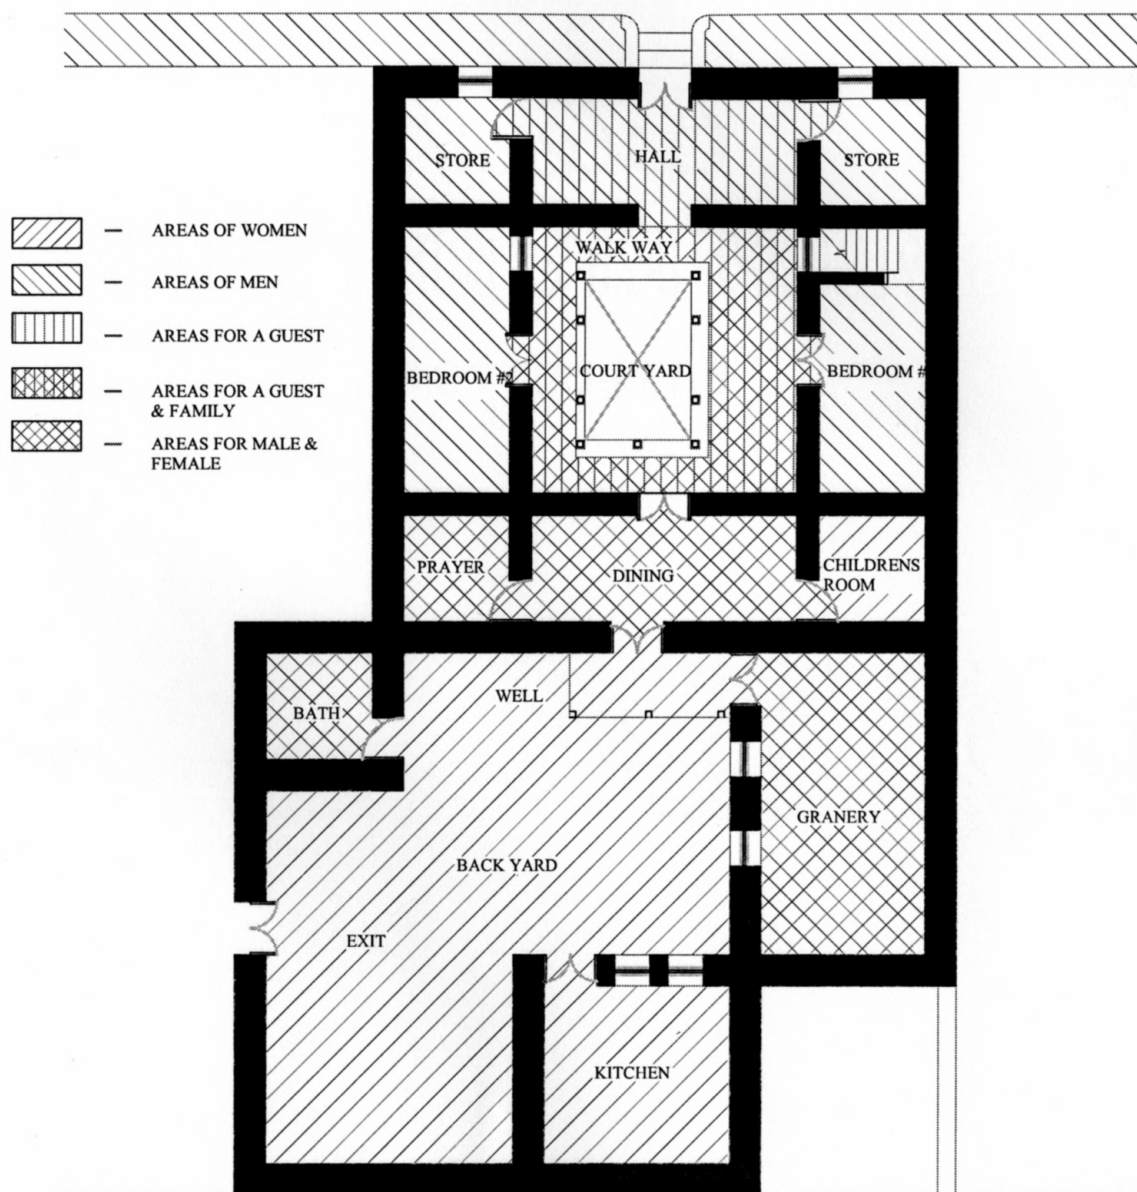 STORE
HALL
STORE
AREAS OF WOMEN
AREAS OF MEN
AREAS FOR A GUEST
AREAS FOR A GUEST
& FAMILY
AREAS FOR MALE &
FEMALE
WALK WAY
COURT YARD
BEDROOM #2
BEDROOM #
PRAYER
DINING
CHILDRENS
ROOM
BATH
WELL
GRANERY
BACK YARD
EXIT
KITCHEN